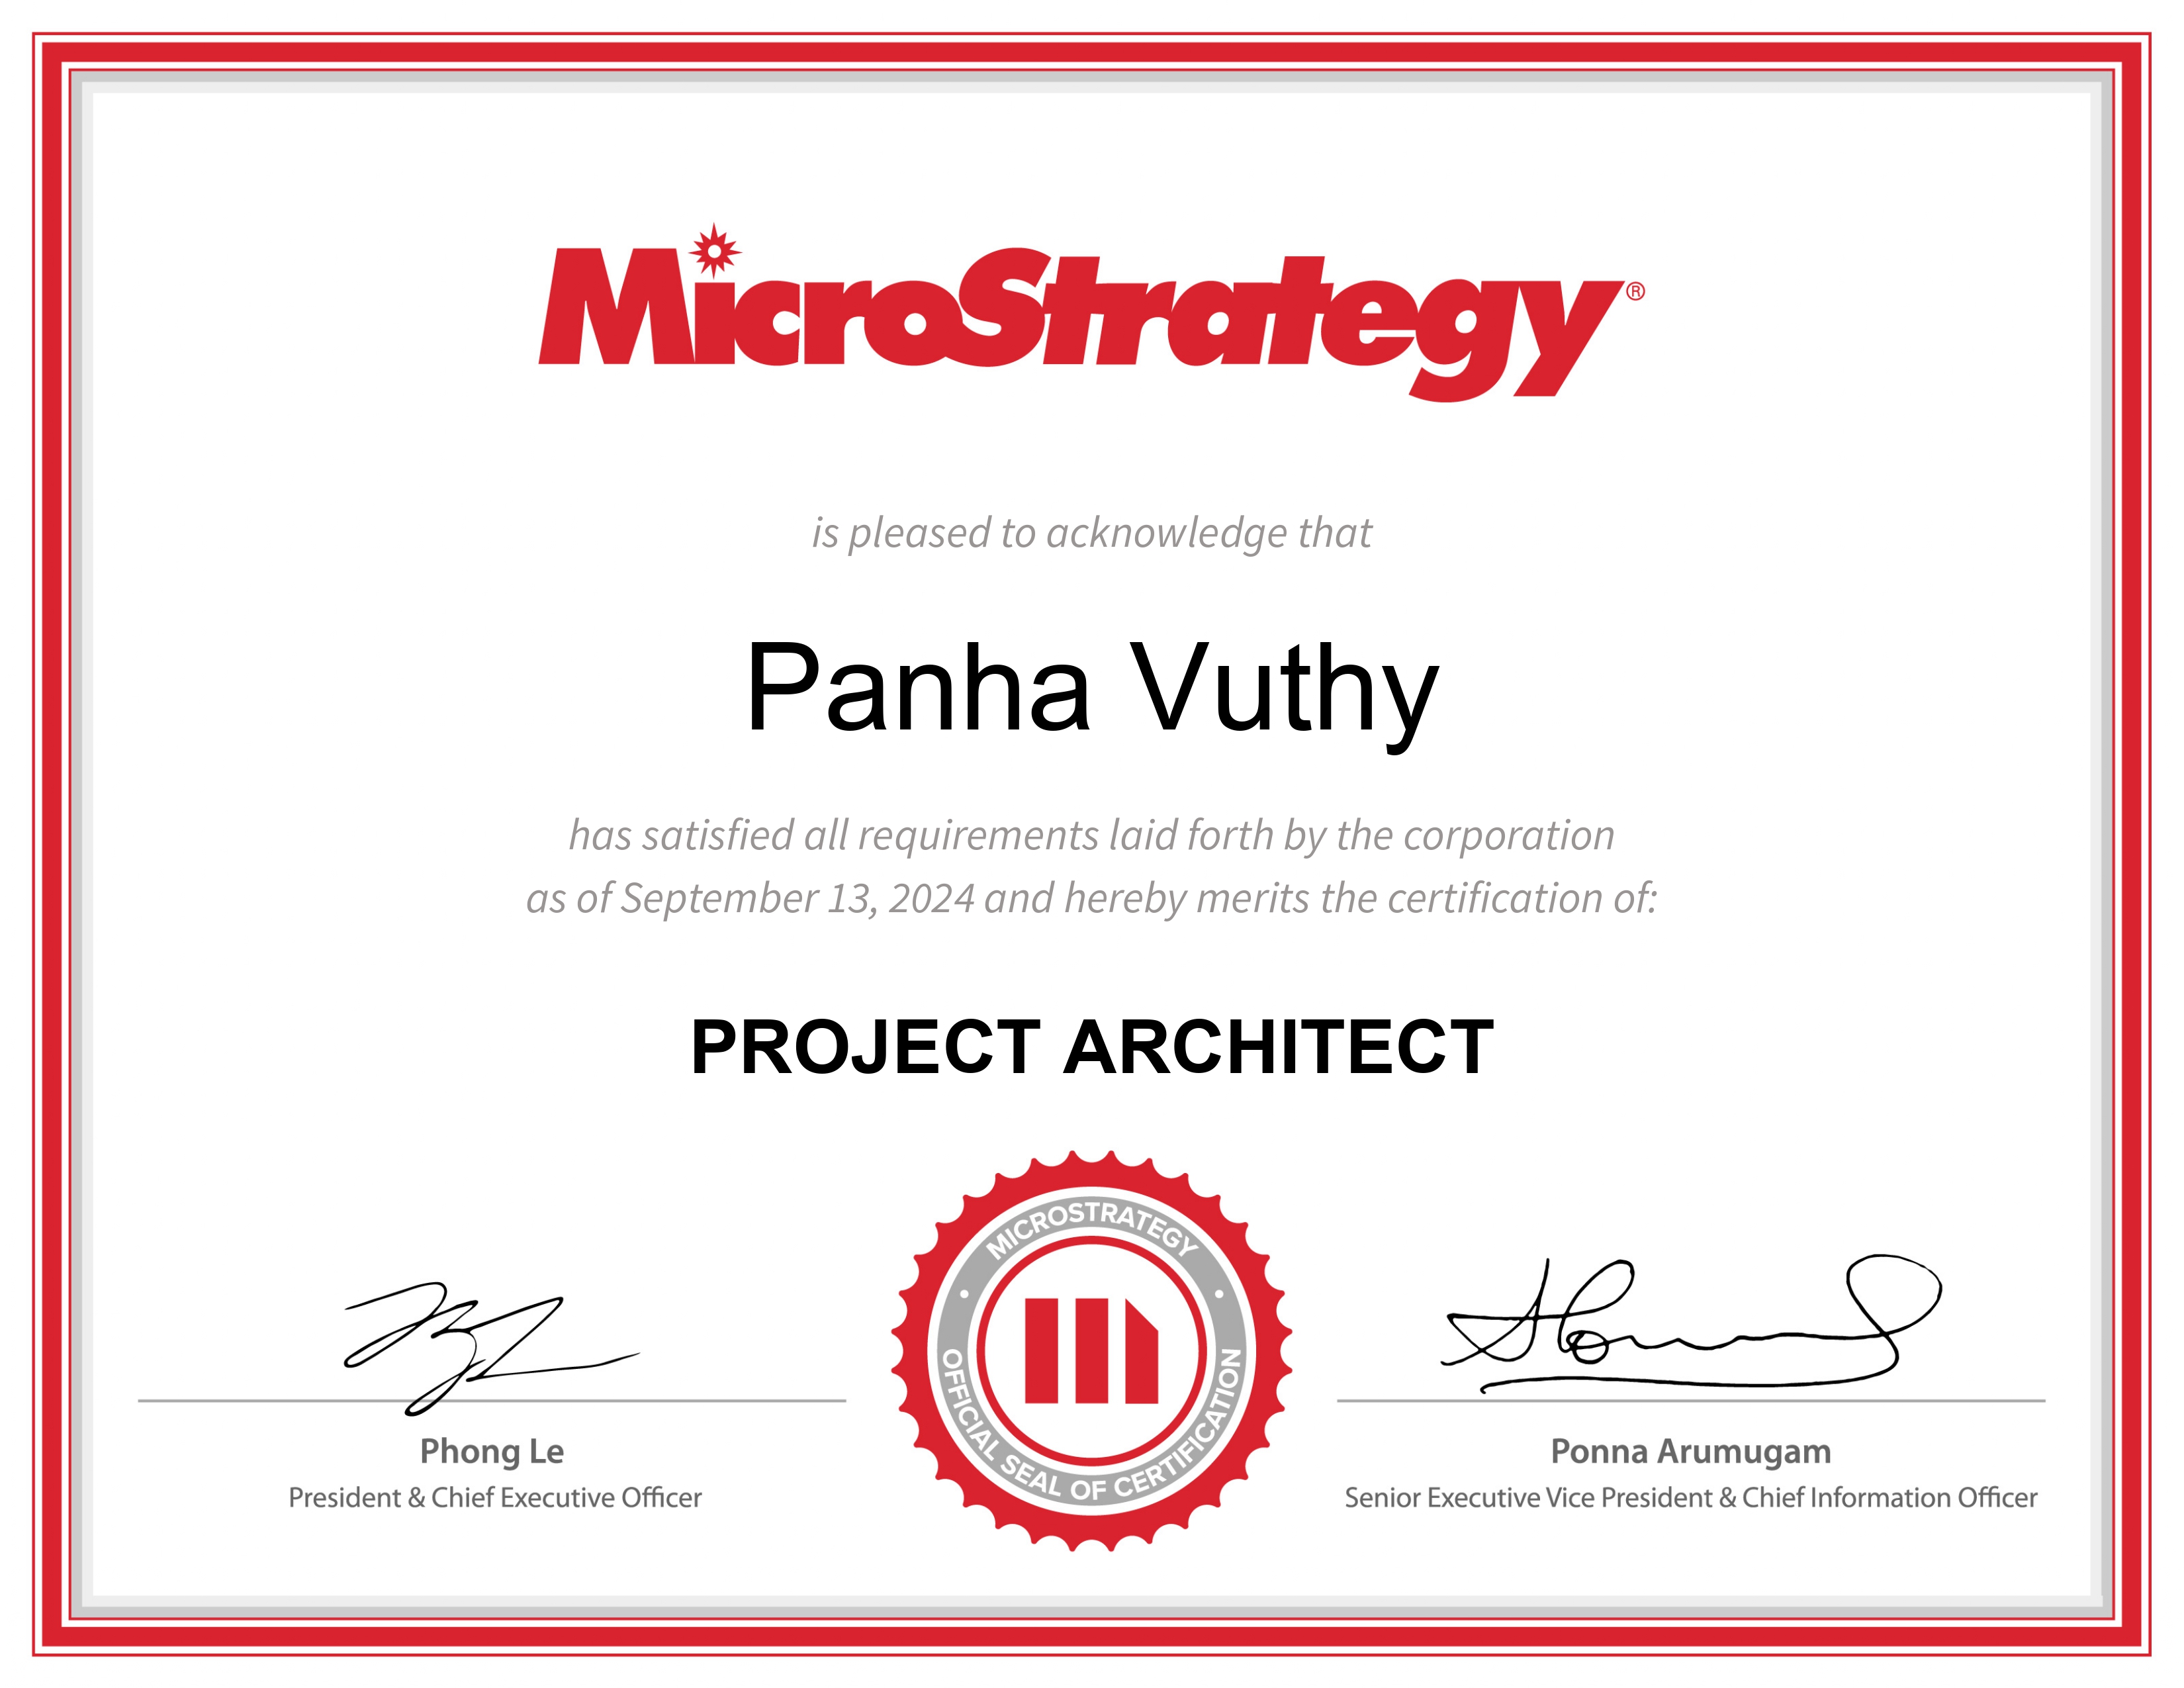 MicroStrategy®
is pleased to acknowledge that
Panha Vuthy
has satisfied all requirements laid forth by the corporation
as of September 13, 2024 and hereby merits the certification of:
PROJECT ARCHITECT
MICROSTRATEGY
OFFICIAL SEAL OF CERTIFICATION
Phong Le
President & Chief Executive Officer
Ponna Arumugam
Senior Executive Vice President & Chief Information Officer